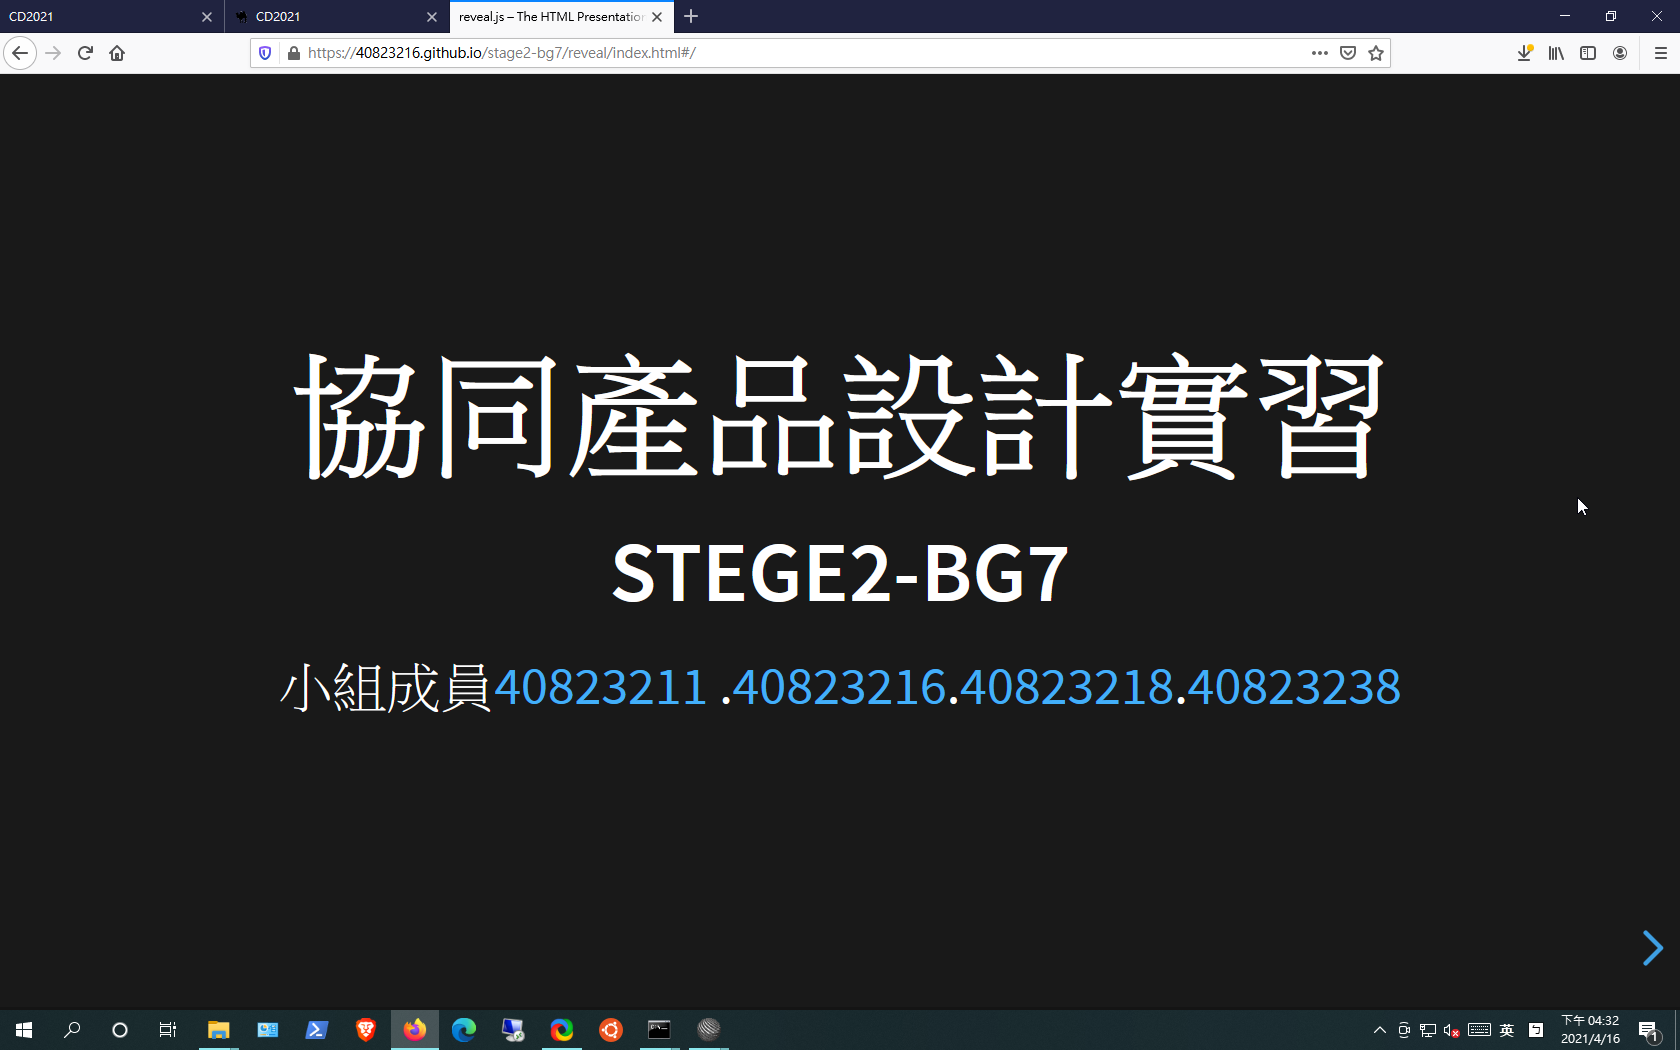 CD2021
CD2021
reveal.js – The HTML Presentation
https://40823216.github.io/stage2-bg7/reveal/index.html#/
協同產品設計實習
STEGE2-BG7
小組成員40823211 .40823216.40823218.40823238
英
下午 04:32
2021/4/16
1